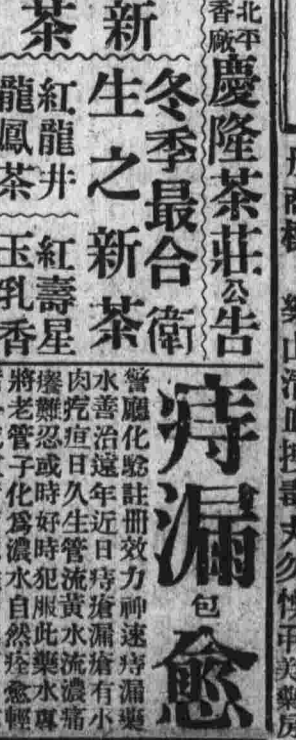 新
茶
北平
香廠
慶隆茶莊公告
冬季最合衛
生之新茶
紅龍井
龍鳳茶
紅壽星
玉乳香
痔漏包愈
警廳化驗註冊效力神速痔漏藥
水善治遠年近日痔瘡漏瘡有小
肉疙疸日久生管流黃水流濃痛
癢難忍或時好時犯服此藥水專
將老管子化爲濃水自然痊愈輕